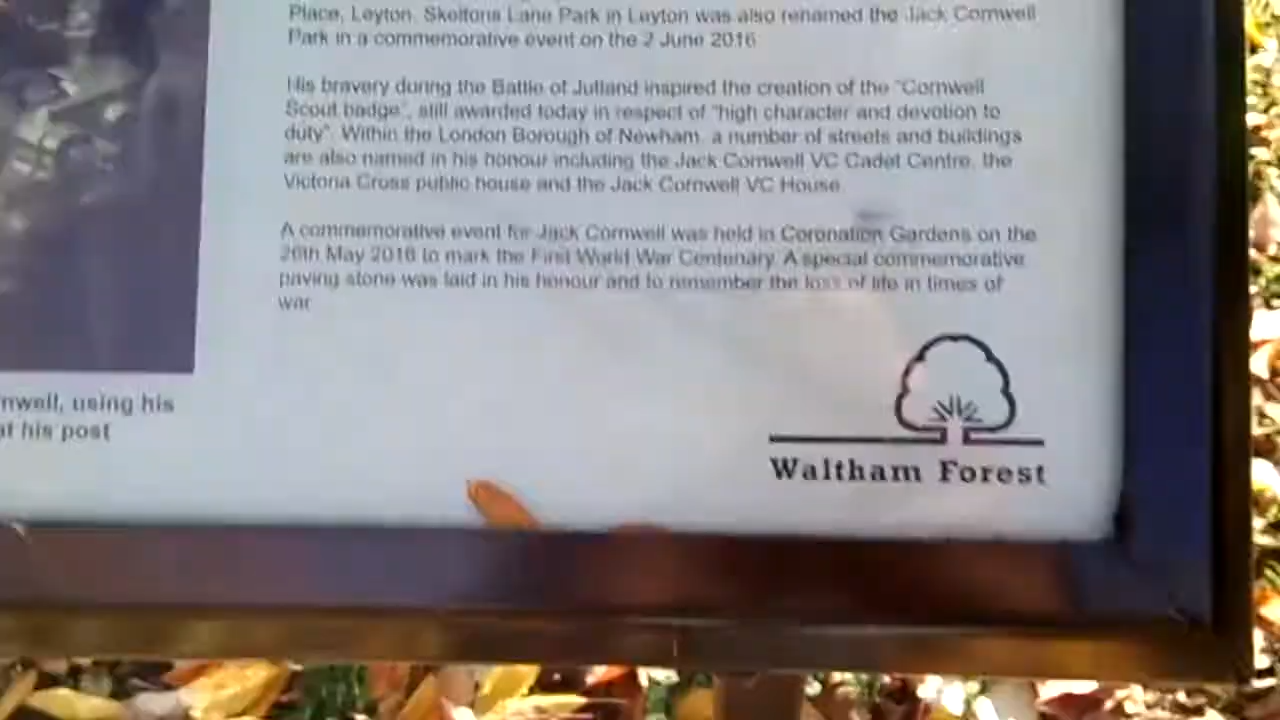 Place, Leyton. Skeltons Lane Park in Leyton was also renamed the Jack Cornwell
Park in a commemorative event on the 2 June 2016
His bravery during the Battle of Jutland inspired the creation of the "Cornwell
Scout badge", still awarded today in respect of "high character and devotion to
duty". Within the London Borough of Newham, a number of streets and buildings
are also named in his honour including the Jack Cornwell VC Cadet Centre, the
Victoria Cross public house and the Jack Cornwell VC House.
A commemorative event for Jack Cornwell was held in Coronation Gardens on the
26th May 2016 to mark the First World War Centenary. A special commemorative
paving stone was laid in his honour and to remember the loss of life in times of
war
nwell, using his
at his post
Waltham Forest